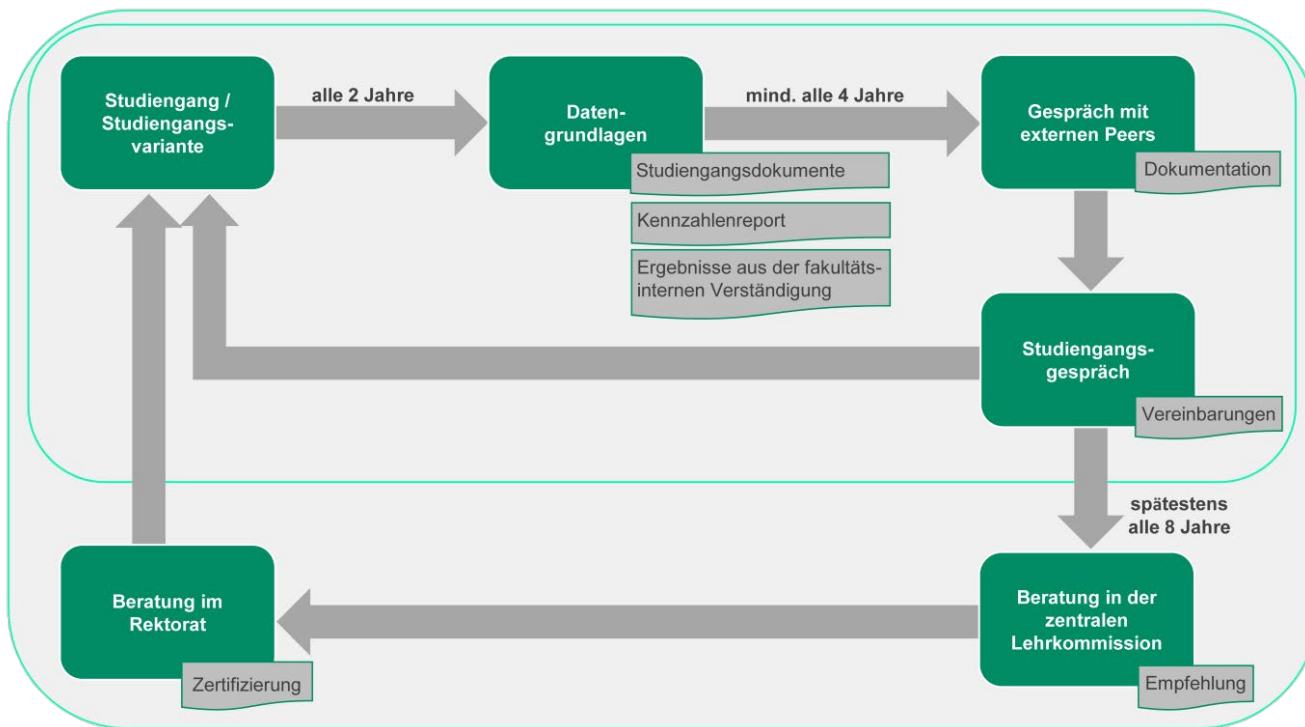 Studiengang /
Studiengangs-
variante
alle 2 Jahre
Daten-
grundlagen
Studiengangsdokumente
Kennzahlenreport
Ergebnisse aus der fakultäts-
internen Verständigung
mind. alle 4 Jahre
Gespräch mit
externen Peers
Dokumentation
Studiengangs-
gespräch
Vereinbarungen
spätestens
alle 8 Jahre
Beratung in der
zentralen
Lehrkommission
Empfehlung
Beratung im
Rektorat
Zertifizierung